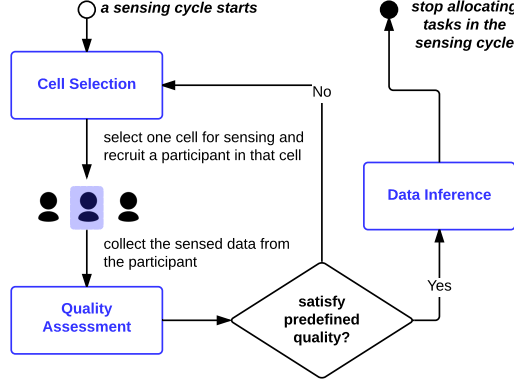 a sensing cycle starts
stop allocating
tasks in the
sensing cycle
Cell Selection
No
select one cell for sensing and
recruit a participant in that cell
Data Inference
collect the sensed data from
the participant
Yes
Quality
Assessment
satisfy
predefined
quality?